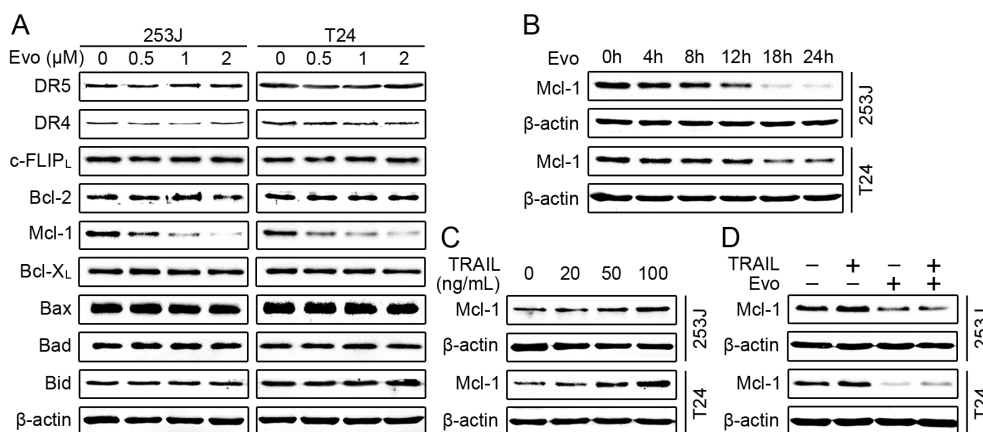 A
253J T24
Evo (μM) 0 0.5 1 2 0 0.5 1 2
DR5
DR4
c-FLIPL
Bcl-2
Mcl-1
Bcl-XL
Bax
Bad
Bid
β-actin
B
Evo 0h 4h 8h 12h 18h 24h
Mcl-1
β-actin
253J
Mcl-1
β-actin
T24
C
TRAIL
(ng/mL) 0 20 50 100
Mcl-1
β-actin
253J
Mcl-1
β-actin
T24
D
TRAIL − + − +
Evo − − + +
Mcl-1
β-actin
253J
Mcl-1
β-actin
T24